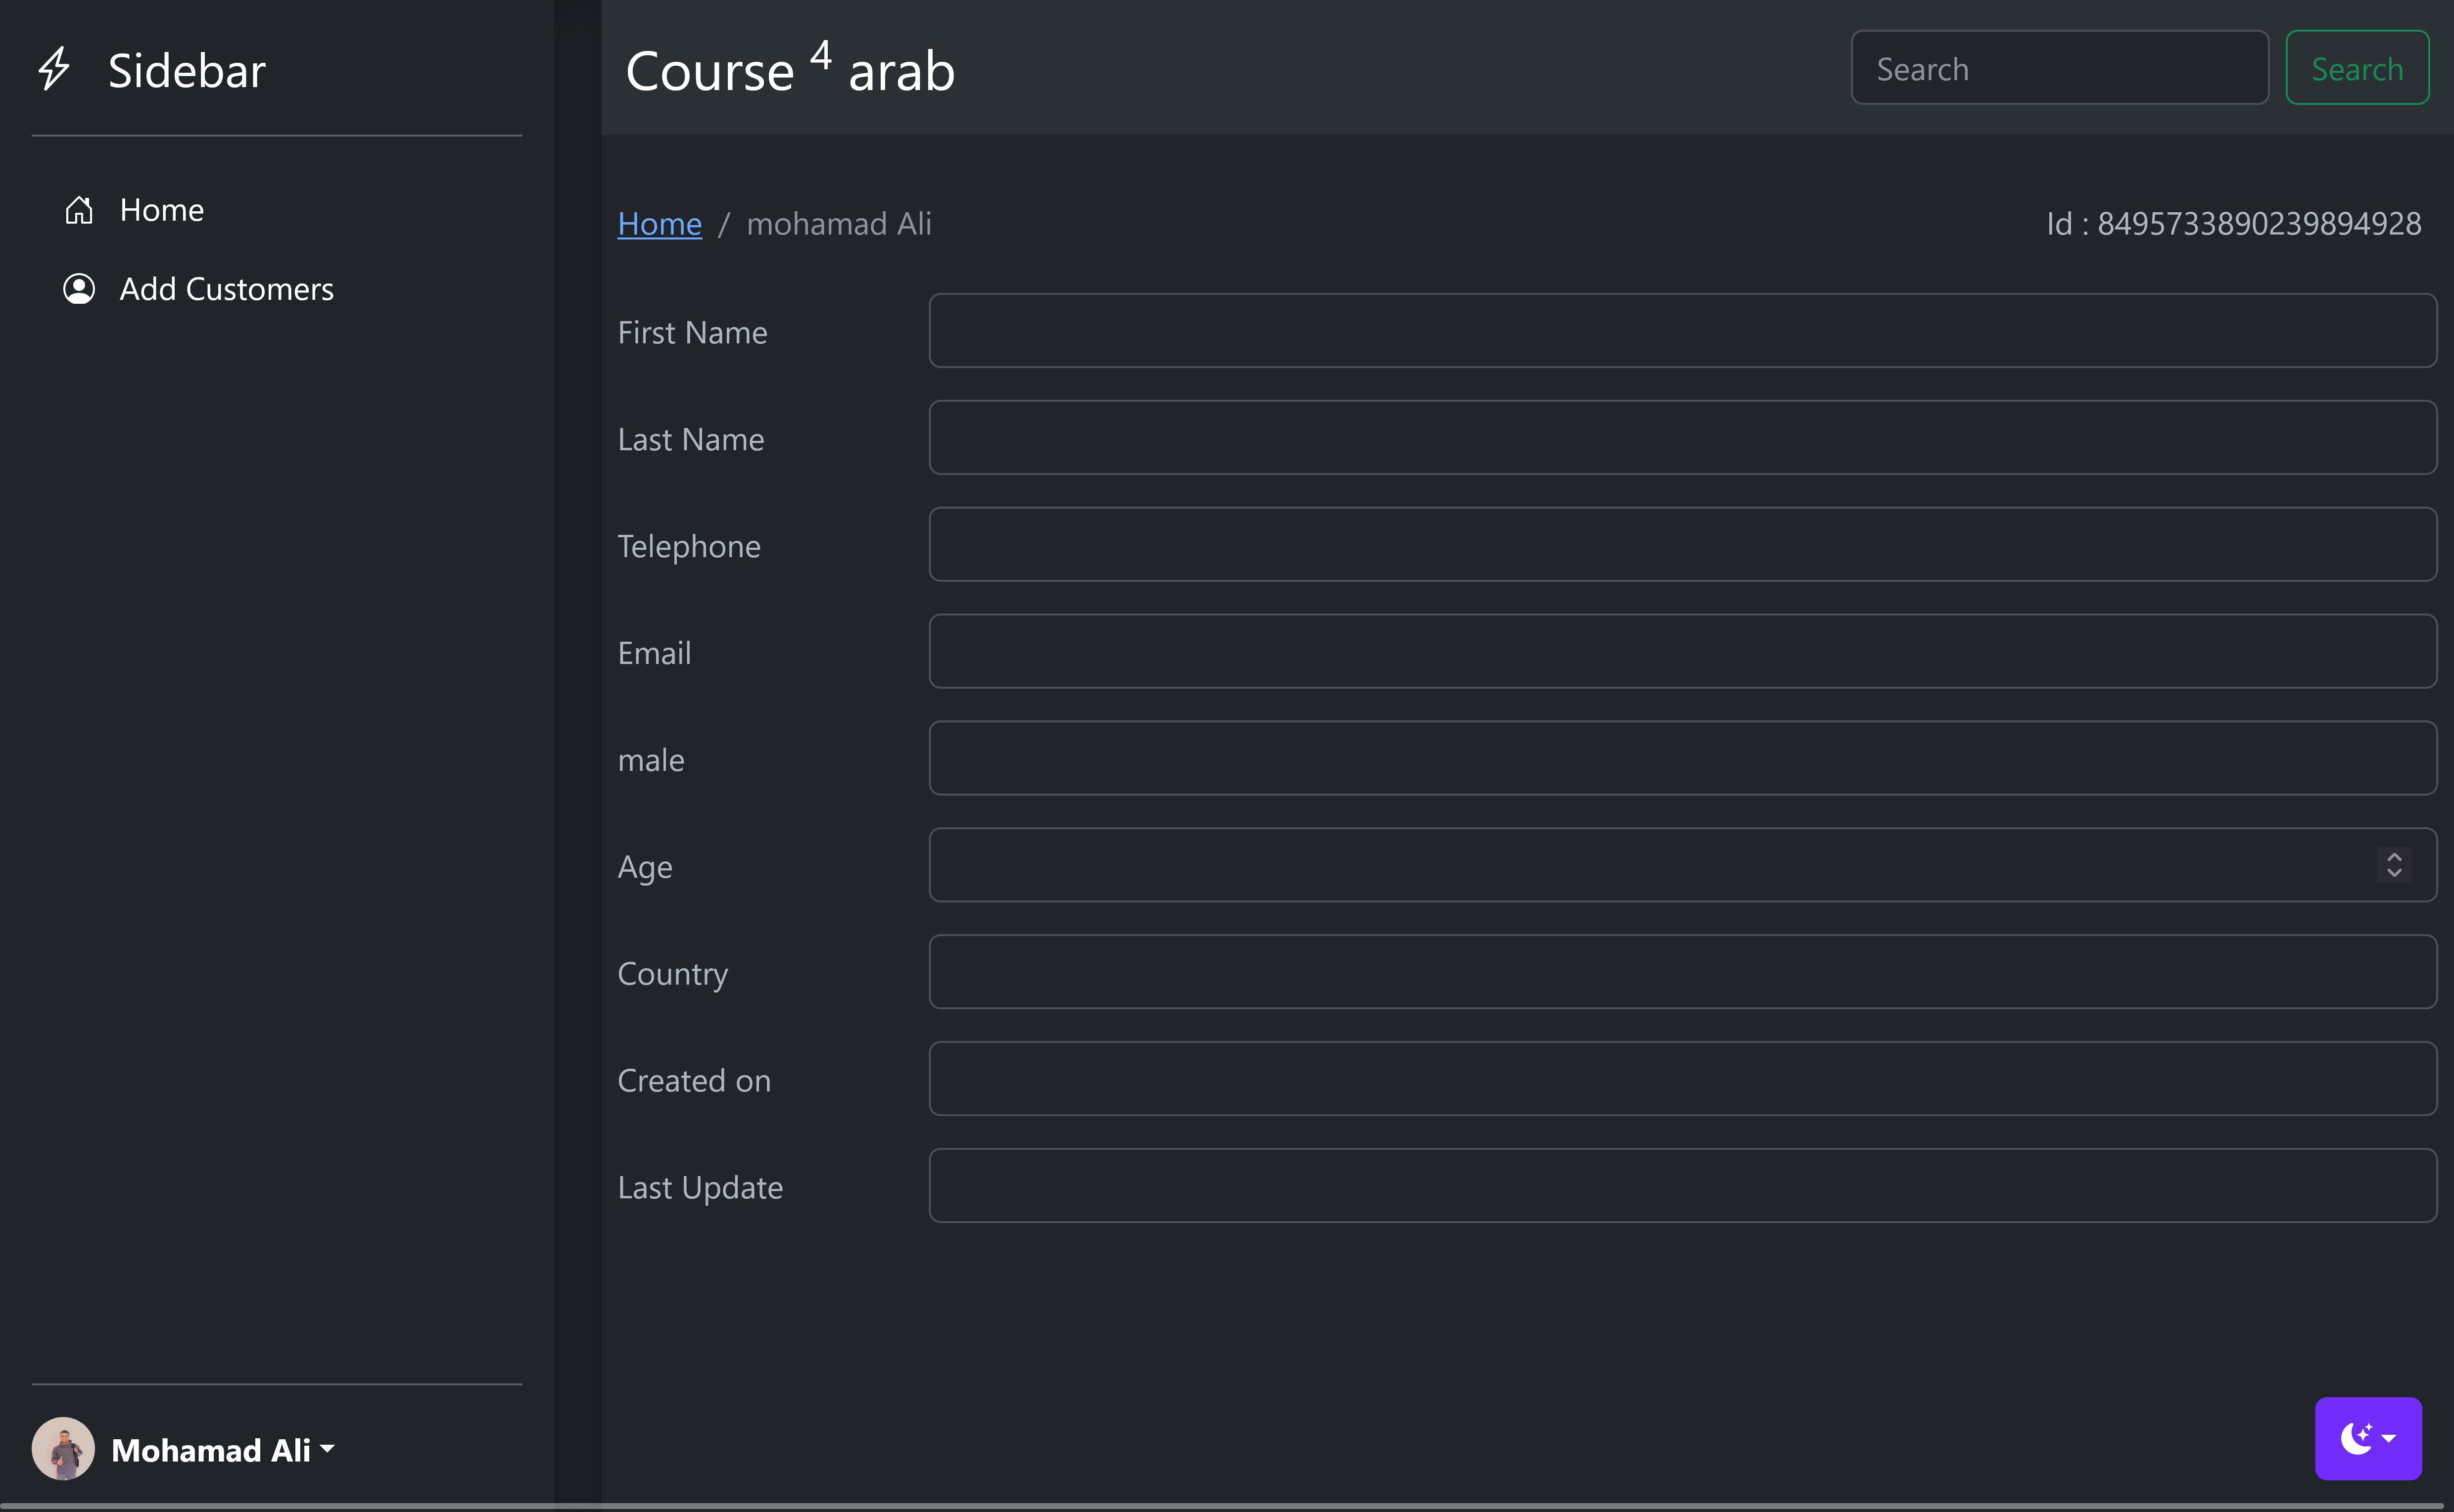 Sidebar
Home
Add Customers
Mohamad Ali
Course 4 arab
Search
Search
Home / mohamad Ali
Id : 8495733890239894928
First Name
Last Name
Telephone
Email
male
Age
Country
Created on
Last Update